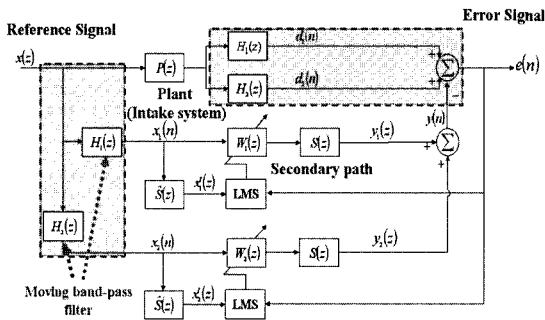 Reference Signal
Error Signal
x(z)
P(z)
H₁(z)
d₁(n)
H₂(z)
d₂(n)
Σ
e(n)
+
+
−
Plant
(Intake system)
y(n)
H₁(z)
x₁(n)
W₁(z)
S(z)
y₁(z)
Σ
+
+
Secondary path
Ŝ(z)
x₁'(z)
LMS
H₂(z)
x₂(n)
W₂(z)
S(z)
y₂(z)
Moving band-pass
filter
Ŝ(z)
x₂'(z)
LMS